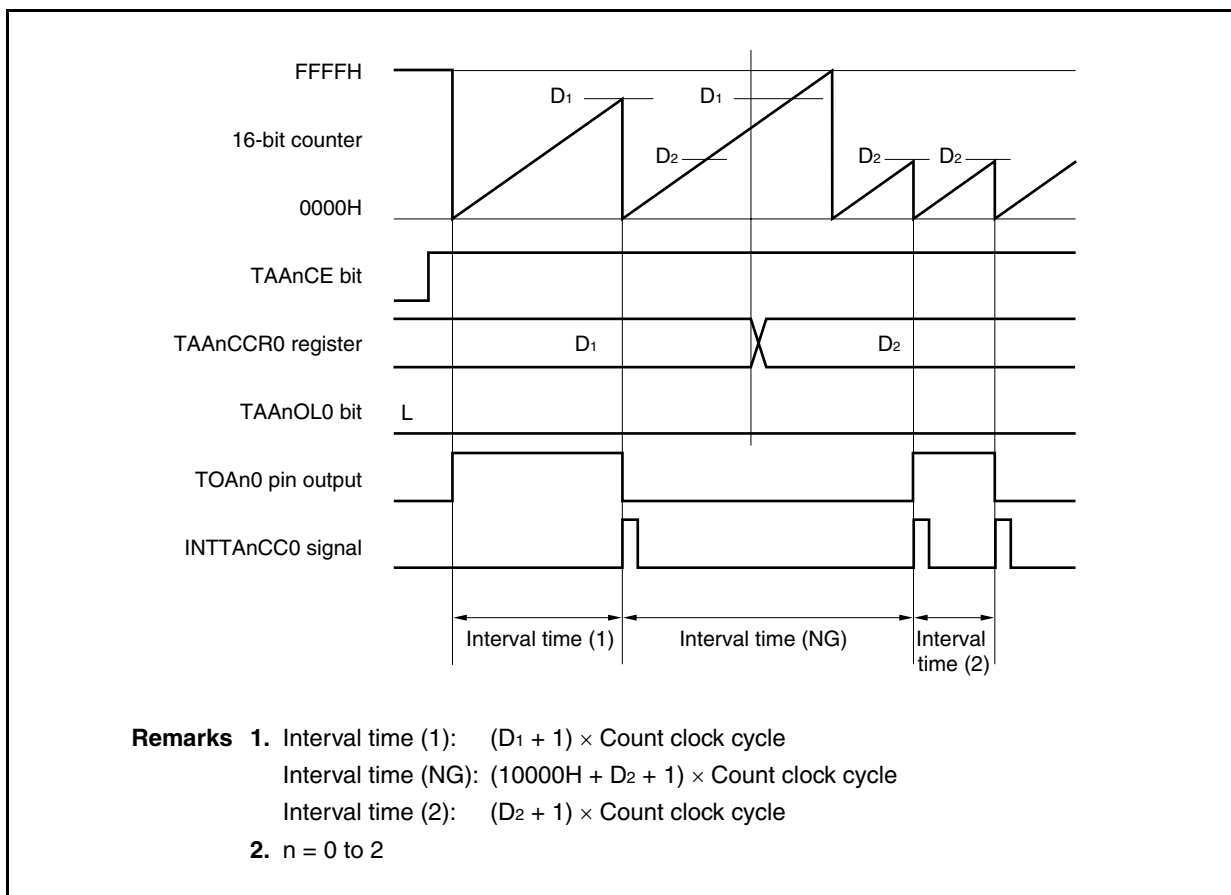 FFFFH
D1
D1
16-bit counter
D2
D2
D2
0000H
TAAnCE bit
TAAnCCR0 register
D1
D2
TAAnOL0 bit
L
TOAn0 pin output
INTTAnCC0 signal
Interval time (1)
Interval time (NG)
Interval
time (2)
Remarks 1. Interval time (1): (D1 + 1) × Count clock cycle
Interval time (NG): (10000H + D2 + 1) × Count clock cycle
Interval time (2): (D2 + 1) × Count clock cycle
2. n = 0 to 2